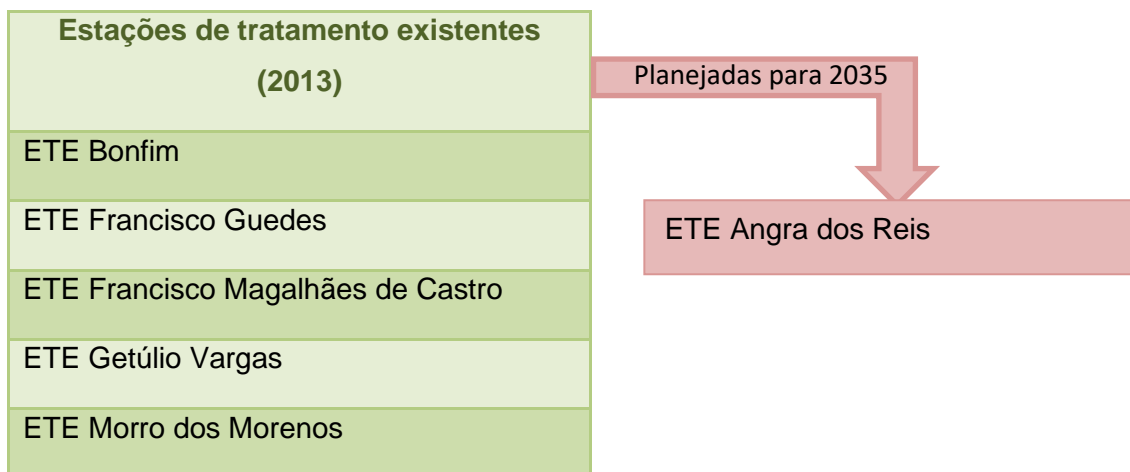 Estações de tratamento existentes
(2013)
Planejadas para 2035
ETE Bonfim
ETE Francisco Guedes
ETE Angra dos Reis
ETE Francisco Magalhães de Castro
ETE Getúlio Vargas
ETE Morro dos Morenos